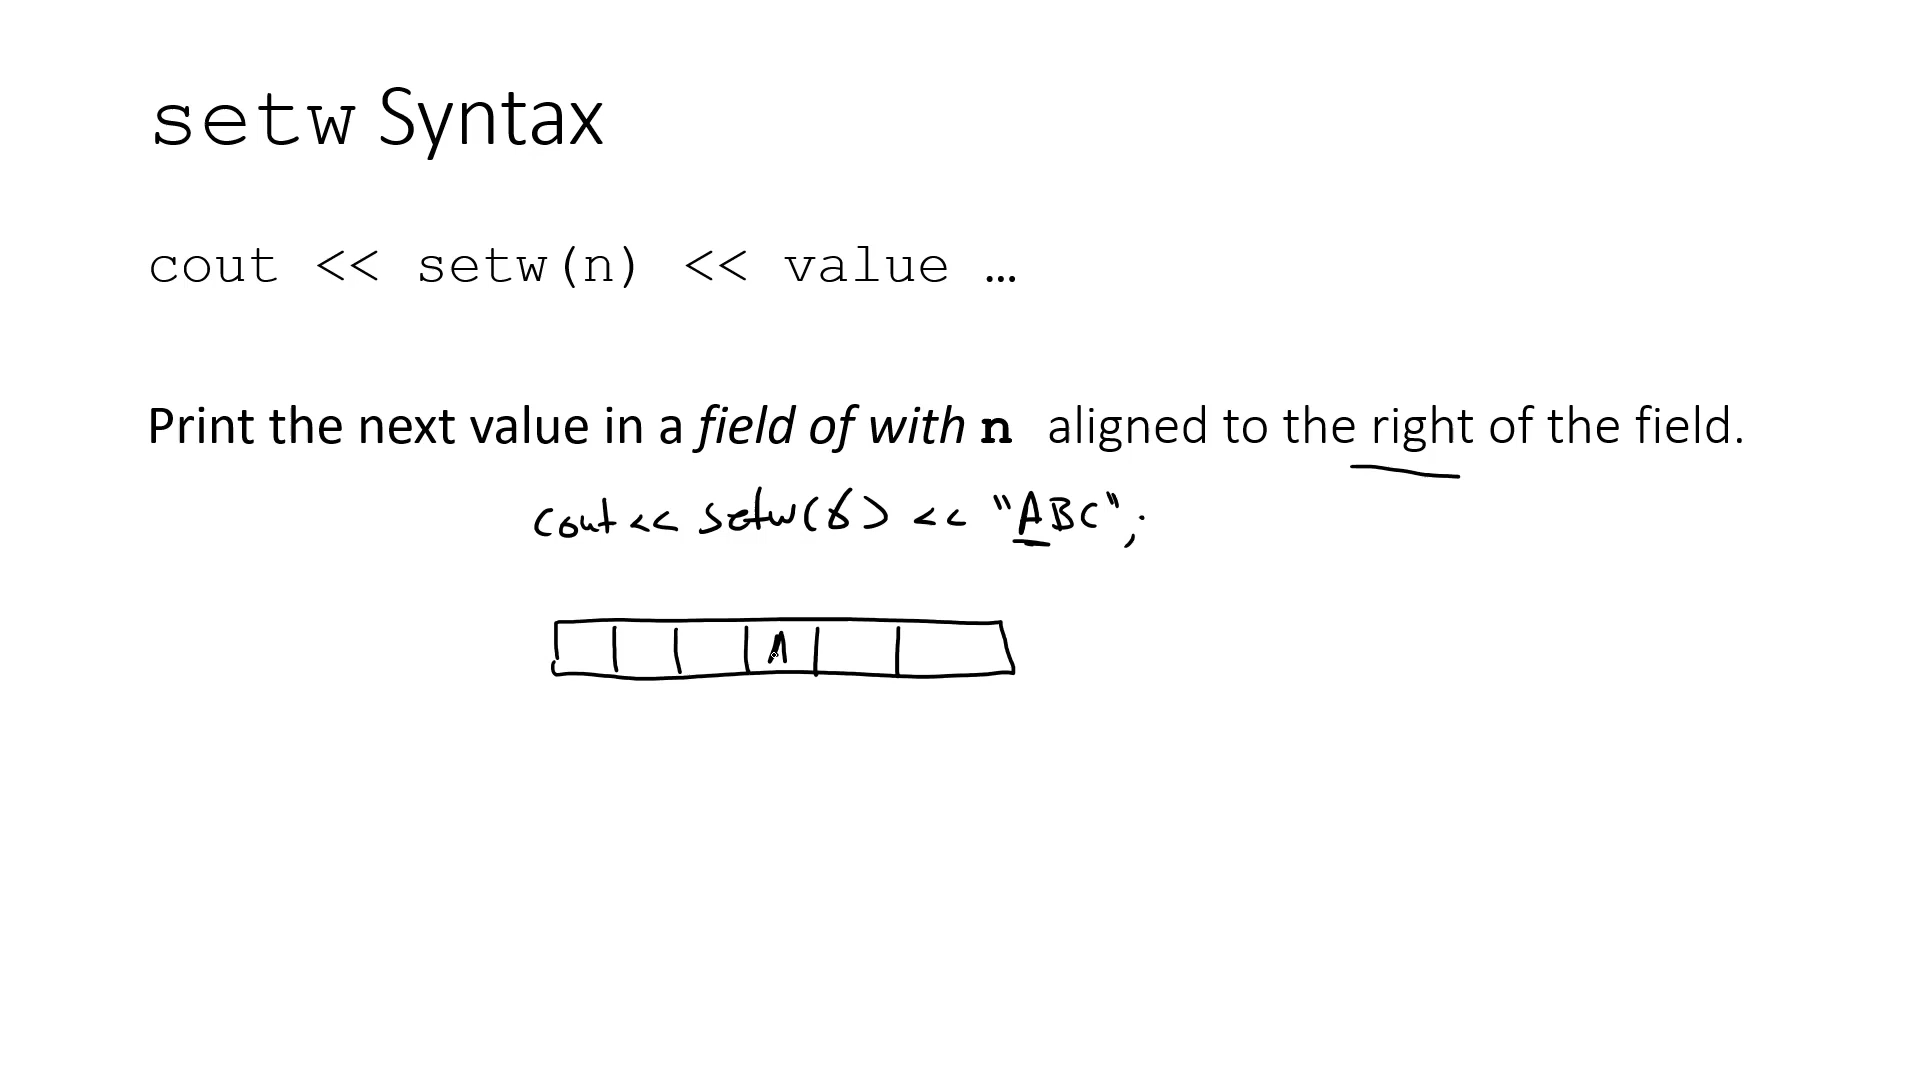 setw Syntax
cout << setw(n) << value …
Print the next value in a field of with n aligned to the right of the field.
cout << setw(6) << "ABC";
A